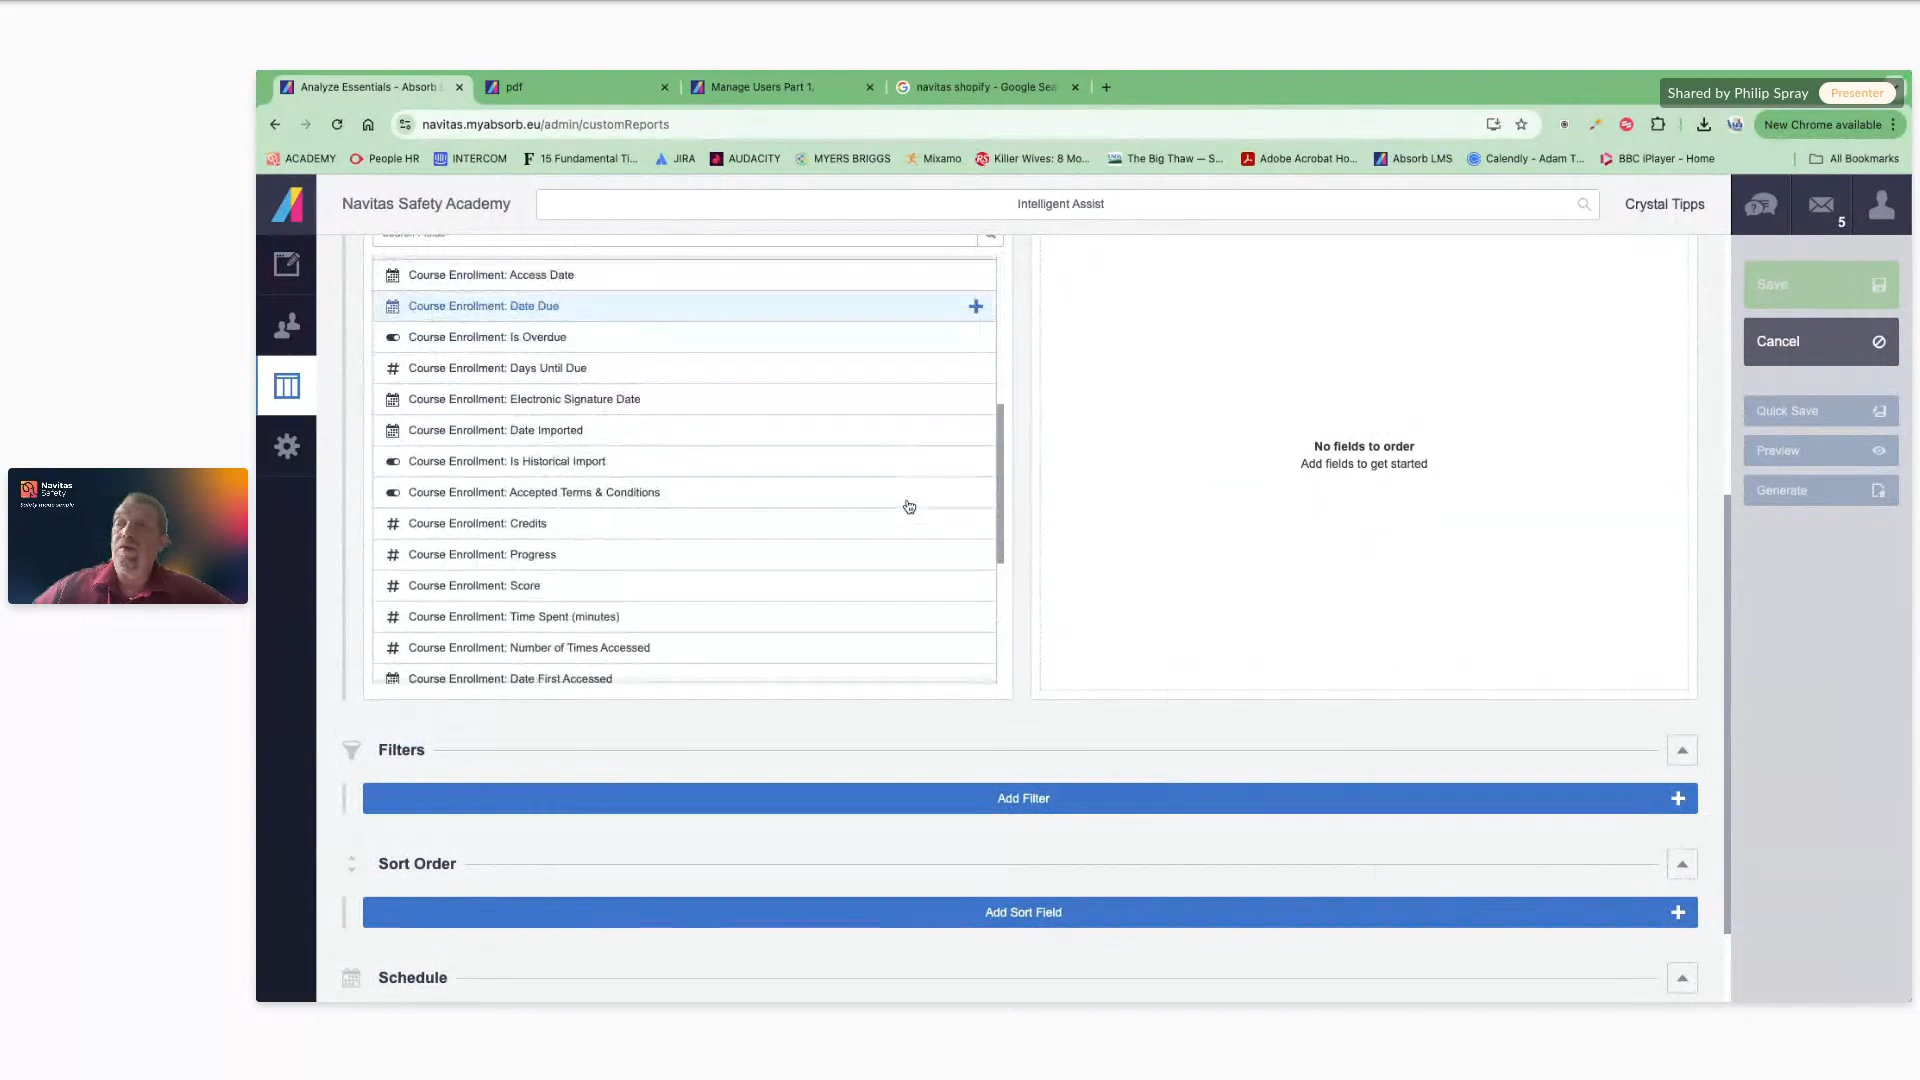 Analyze Essentials - Absorb L
pdf
Manage Users Part 1.
navitas shopify - Google Sea
Shared by Philip Spray
Presenter
navitas.myabsorb.eu/admin/customReports
New Chrome available
ACADEMY
People HR
INTERCOM
15 Fundamental Ti...
JIRA
AUDACITY
MYERS BRIGGS
Mixamo
Killer Wives: 8 Mo...
The Big Thaw — S...
Adobe Acrobat Ho...
Absorb LMS
Calendly - Adam T...
BBC iPlayer - Home
All Bookmarks
Navitas Safety Academy
Intelligent Assist
Crystal Tipps
5
Course Enrollment: Access Date
Course Enrollment: Date Due
Course Enrollment: Is Overdue
Course Enrollment: Days Until Due
Course Enrollment: Electronic Signature Date
Course Enrollment: Date Imported
Course Enrollment: Is Historical Import
Course Enrollment: Accepted Terms & Conditions
Course Enrollment: Credits
Course Enrollment: Progress
Course Enrollment: Score
Course Enrollment: Time Spent (minutes)
Course Enrollment: Number of Times Accessed
Course Enrollment: Date First Accessed
No fields to order
Add fields to get started
Save
Cancel
Quick Save
Preview
Generate
Navitas
Safety
Safety made simple
Filters
Add Filter
Sort Order
Add Sort Field
Schedule